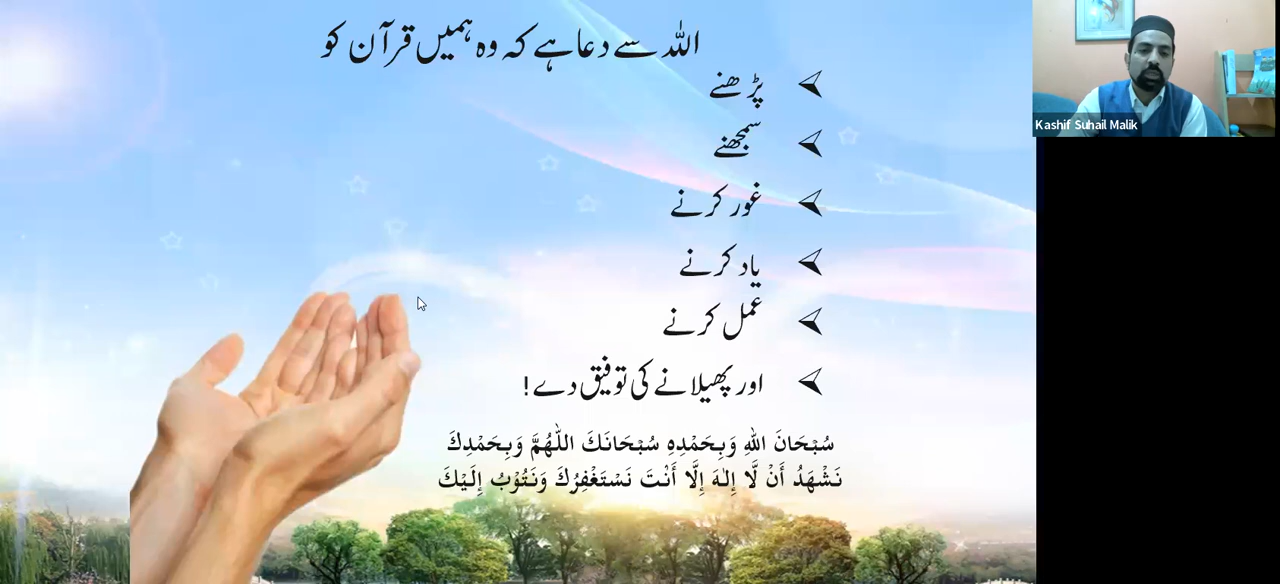 اللہ سے دعا ہے کہ وہ ہمیں قرآن کو
پڑھنے
سمجھنے
غور کرنے
یاد کرنے
عمل کرنے
اور پھیلانے کی توفیق دے!
سُبْحَانَ اللهِ وَبِحَمْدِهِ سُبْحَانَكَ اللّٰهُمَّ وَبِحَمْدِكَ
نَشْهَدُ أَنْ لَّا إِلٰهَ إِلَّا أَنْتَ نَسْتَغْفِرُكَ وَنَتُوْبُ إِلَيْكَ
Kashif Suhail Malik